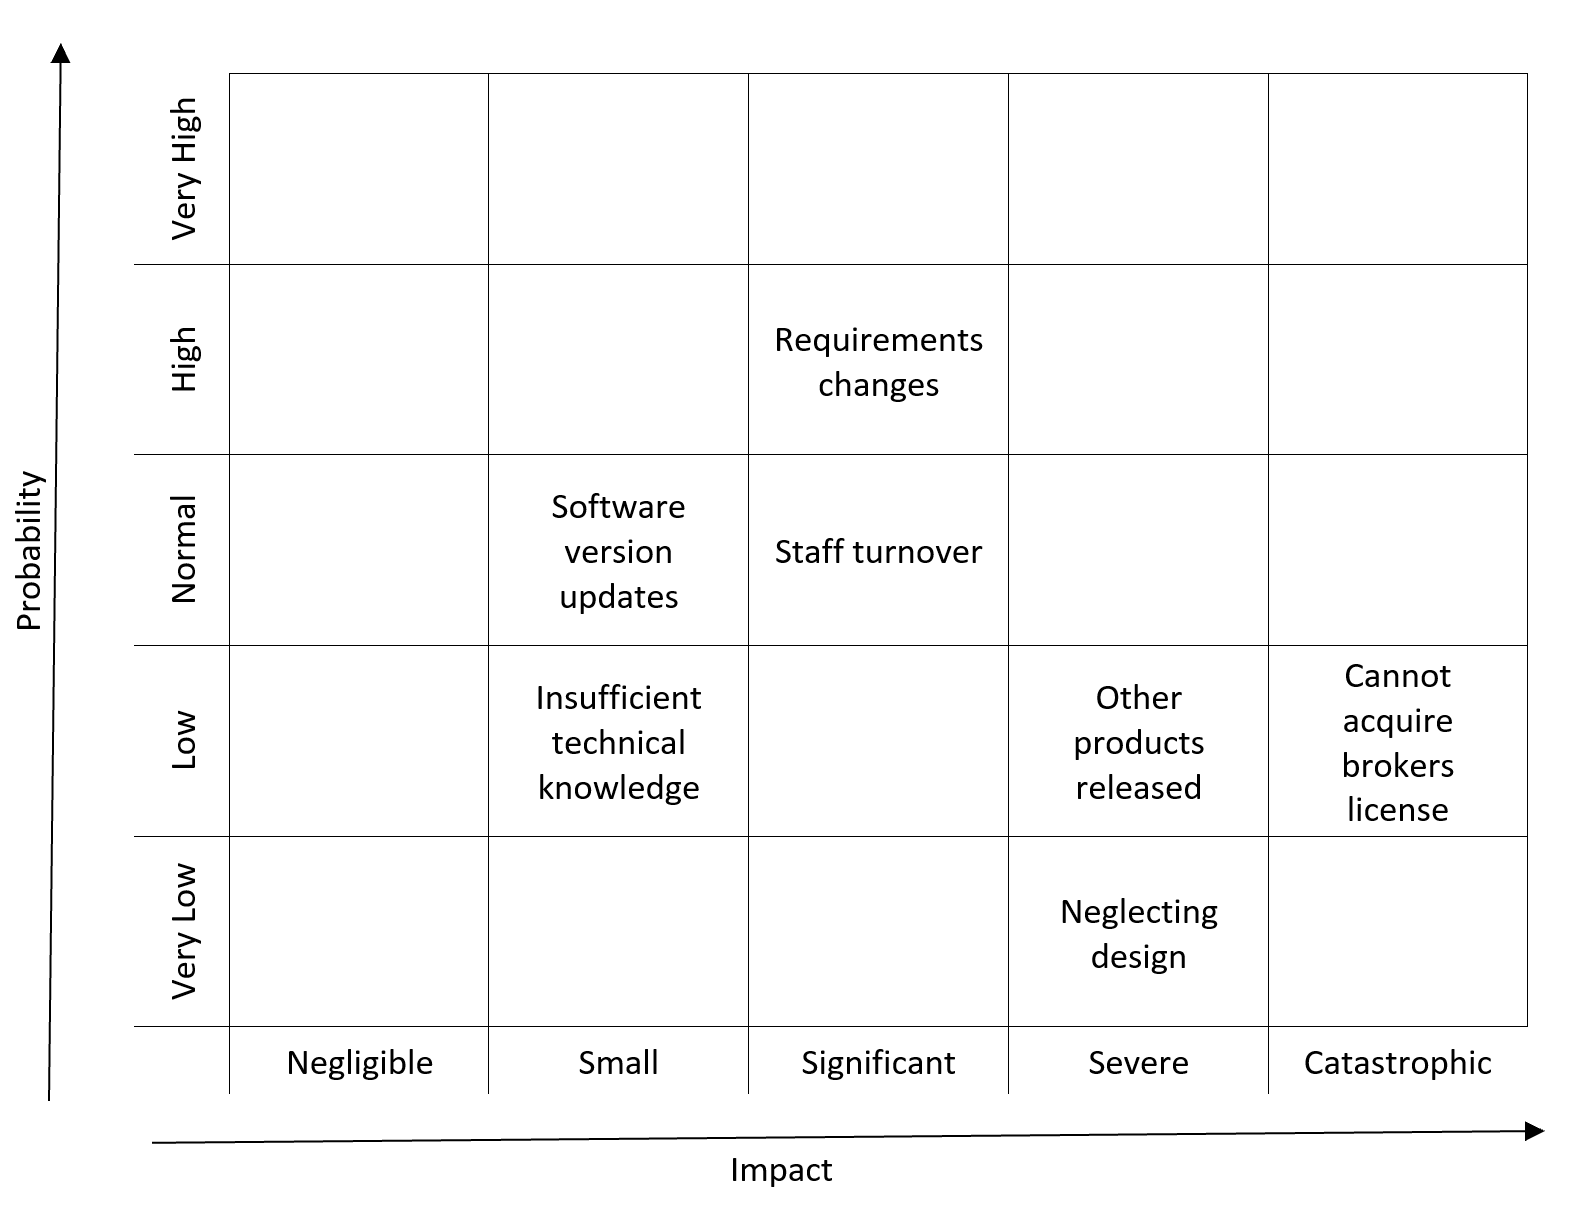 Very High
High
Requirements
changes
Probability
Normal
Software
version
updates
Staff turnover
Low
Insufficient
technical
knowledge
Other
products
released
Cannot
acquire
brokers
license
Very Low
Neglecting
design
Negligible
Small
Significant
Severe
Catastrophic
Impact